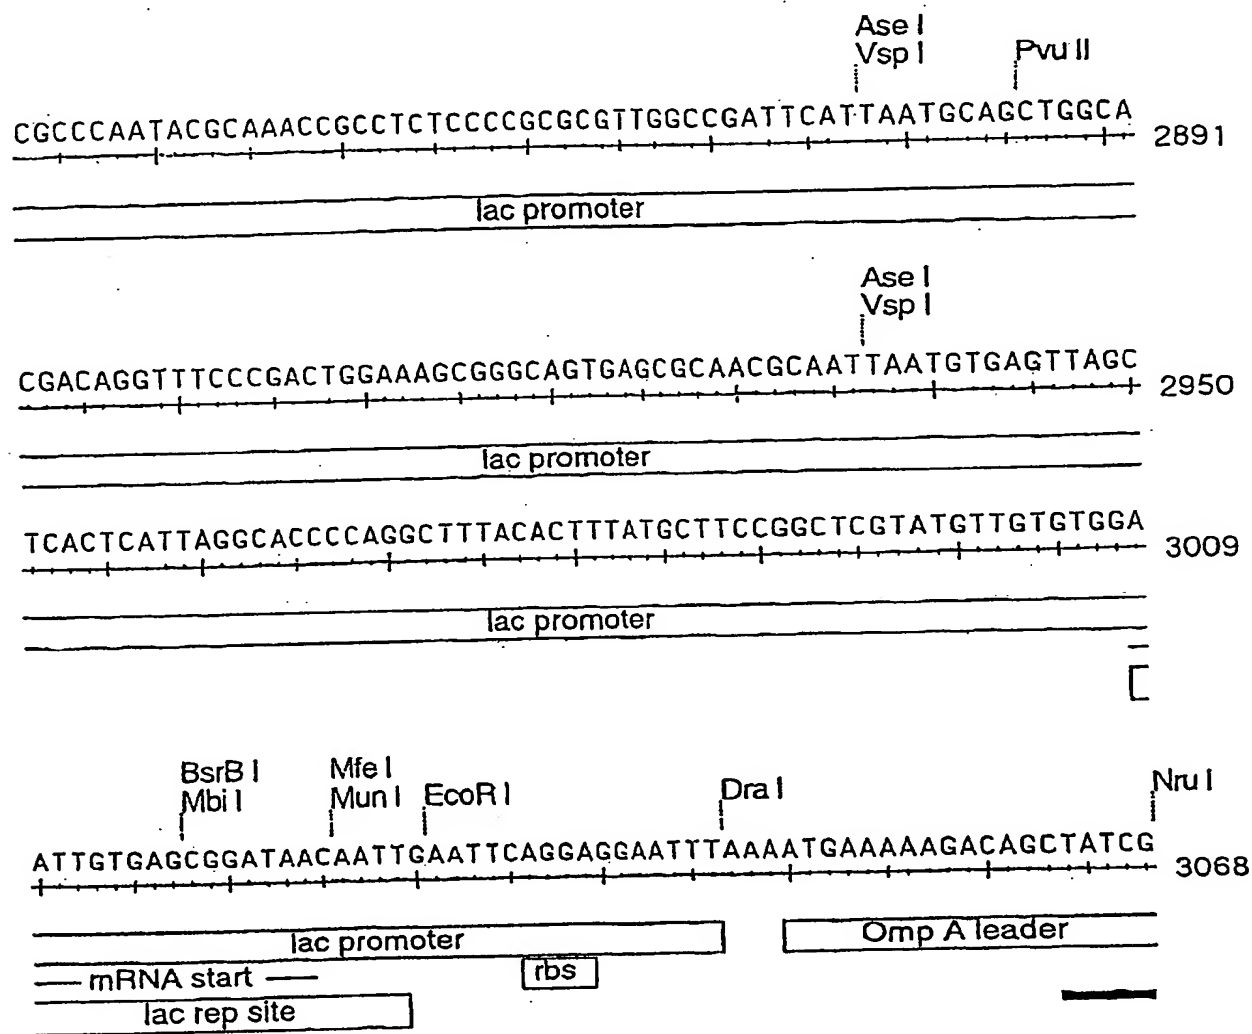 Ase I
Vsp I
Pvu II
CGCCCAATACGCAAACCGCCTCTCCCCGCGCGTTGGCCGATTCATTAATGCAGCTGGCA 2891
lac promoter
Ase I
Vsp I
CGACAGGTTTCCCGACTGGAAAGCGGGCAGTGAGCGCAACGCAATTAATGTGAGTTAGC 2950
lac promoter
TCACTCATTAGGCACCCCAGGCTTTACACTTTATGCTTCCGGCTCGTATGTTGTGTGGA 3009
lac promoter
BsrB I
Mbi I
Mfe I
Mun I
EcoR I
Dra I
Nru I
ATTGTGAGCGGATAACAATTGAATTCAGGAGGAATTTAAAATGAAAAAGACAGCTATCG 3068
lac promoter
Omp A leader
rbs
mRNA start
lac rep site